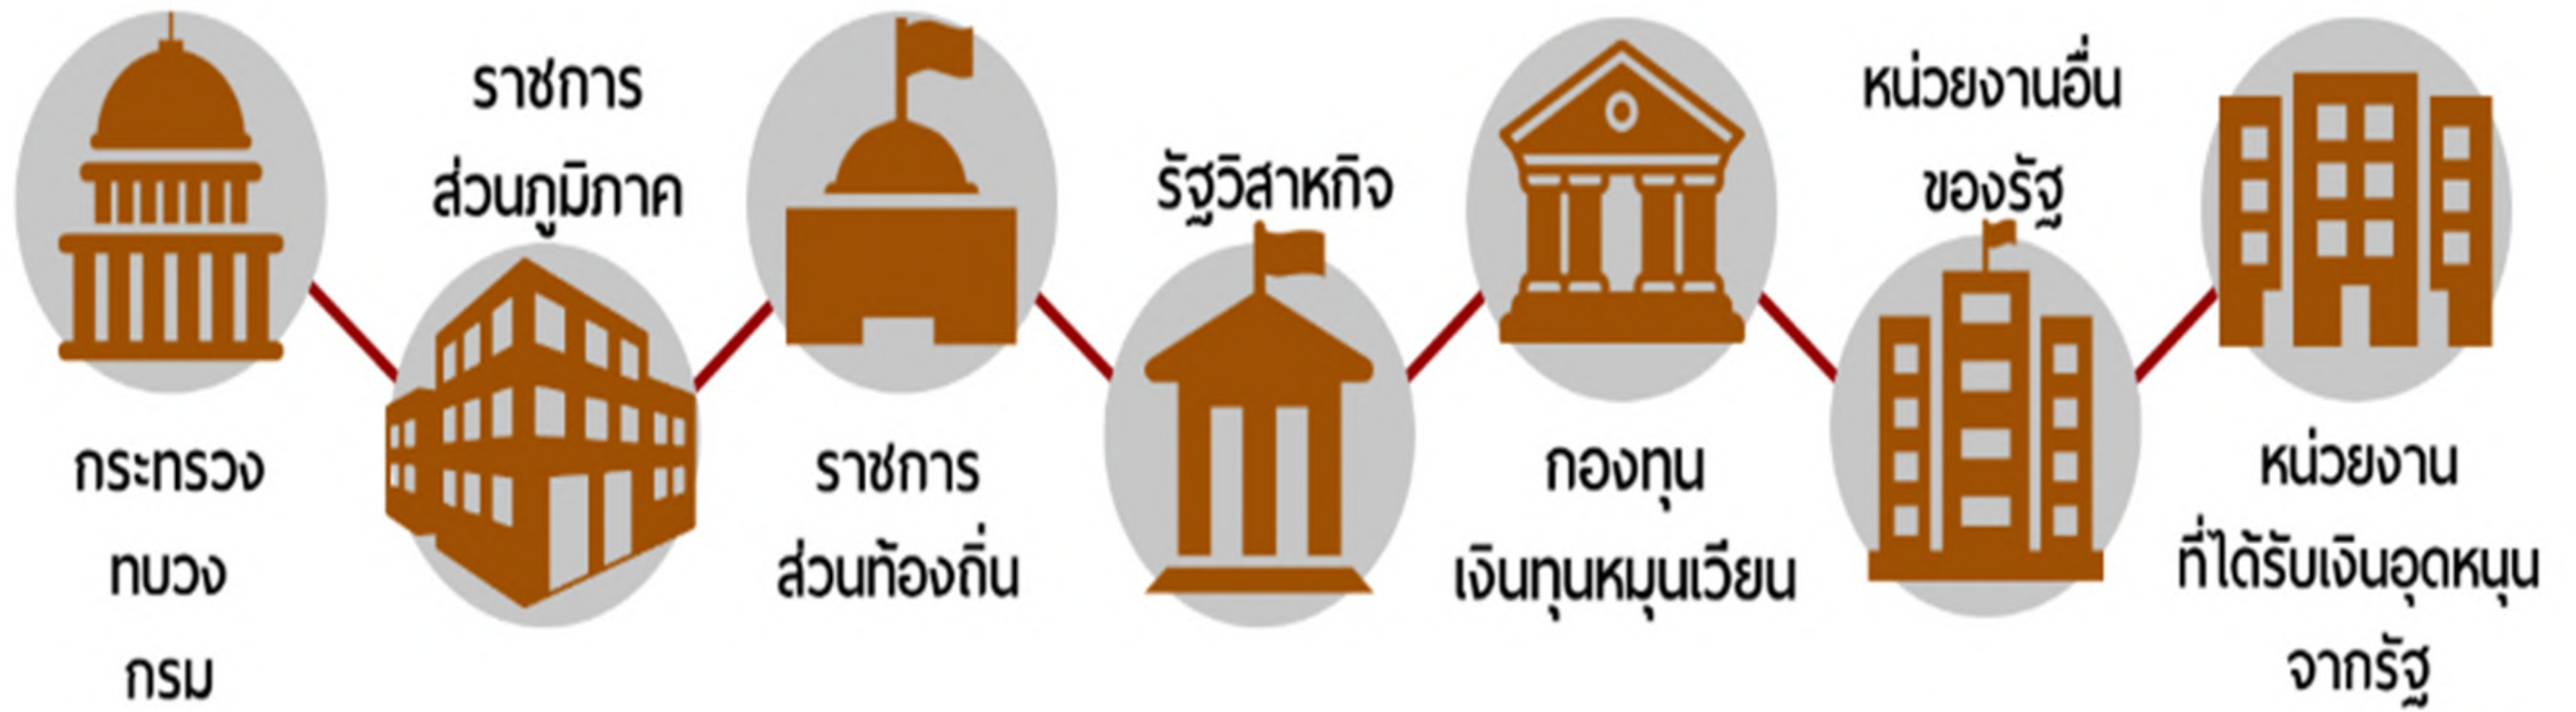 กระทรวง
ทบวง
กรม
ราชการ
ส่วนภูมิภาค
ราชการ
ส่วนท้องถิ่น
รัฐวิสาหกิจ
กองทุน
เงินทุนหมุนเวียน
หน่วยงานอื่น
ของรัฐ
หน่วยงาน
ที่ได้รับเงินอุดหนุน
จากรัฐ